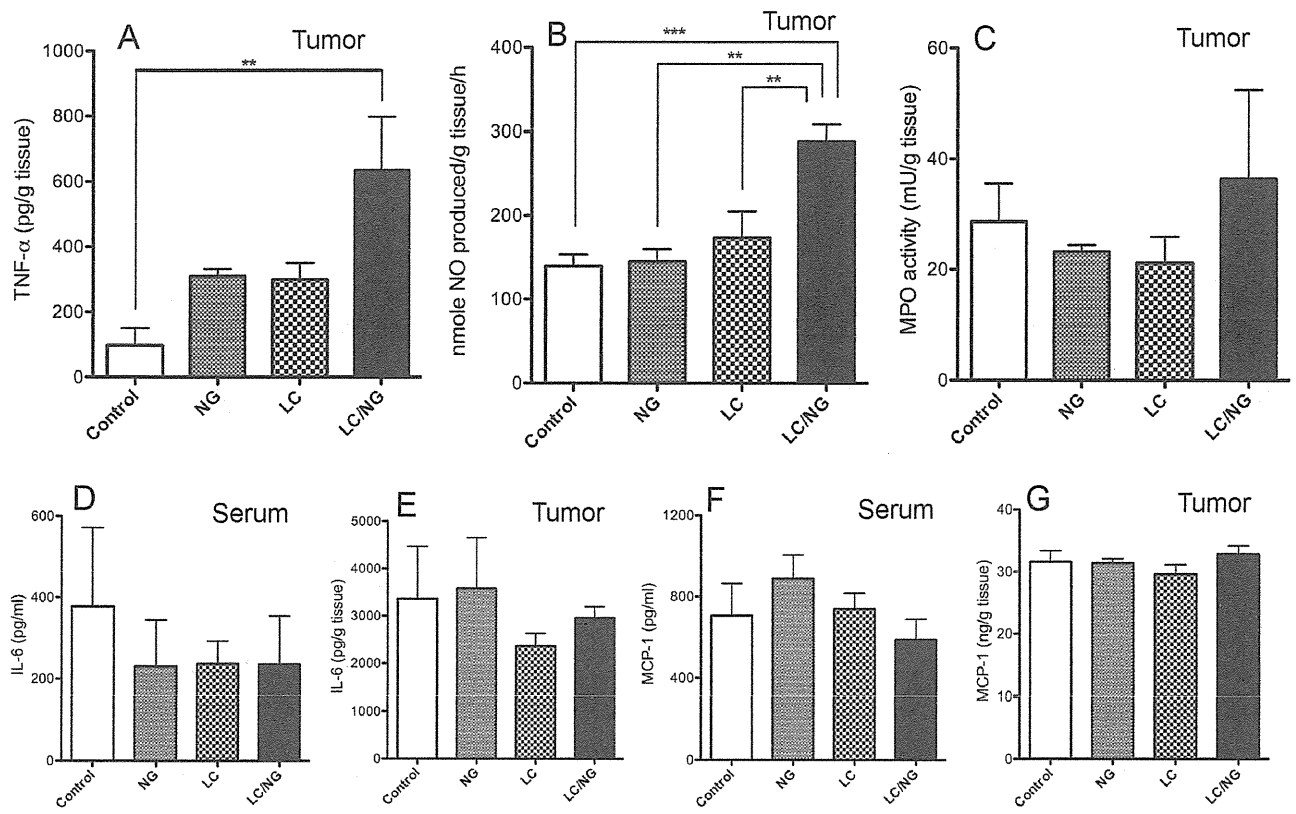 A
Tumor
TNF-α (pg/g tissue)
1000
800
600
400
200
0
**
Control
NG
LC
LC/NG
B
Tumor
nmole NO produced/g tissue/h
400
300
200
100
0
***
**
**
Control
NG
LC
LC/NG
C
Tumor
MPO activity (mU/g tissue)
60
40
20
0
Control
NG
LC
LC/NG
D
Serum
IL-6 (pg/ml)
600
400
200
0
Control
NG
LC
LC/NG
E
Tumor
IL-6 (pg/g tissue)
5000
4000
3000
2000
1000
0
Control
NG
LC
LC/NG
F
Serum
MCP-1 (pg/ml)
1200
800
400
0
Control
NG
LC
LC/NG
G
Tumor
MCP-1 (ng/g tissue)
40
30
20
10
0
Control
NG
LC
LC/NG